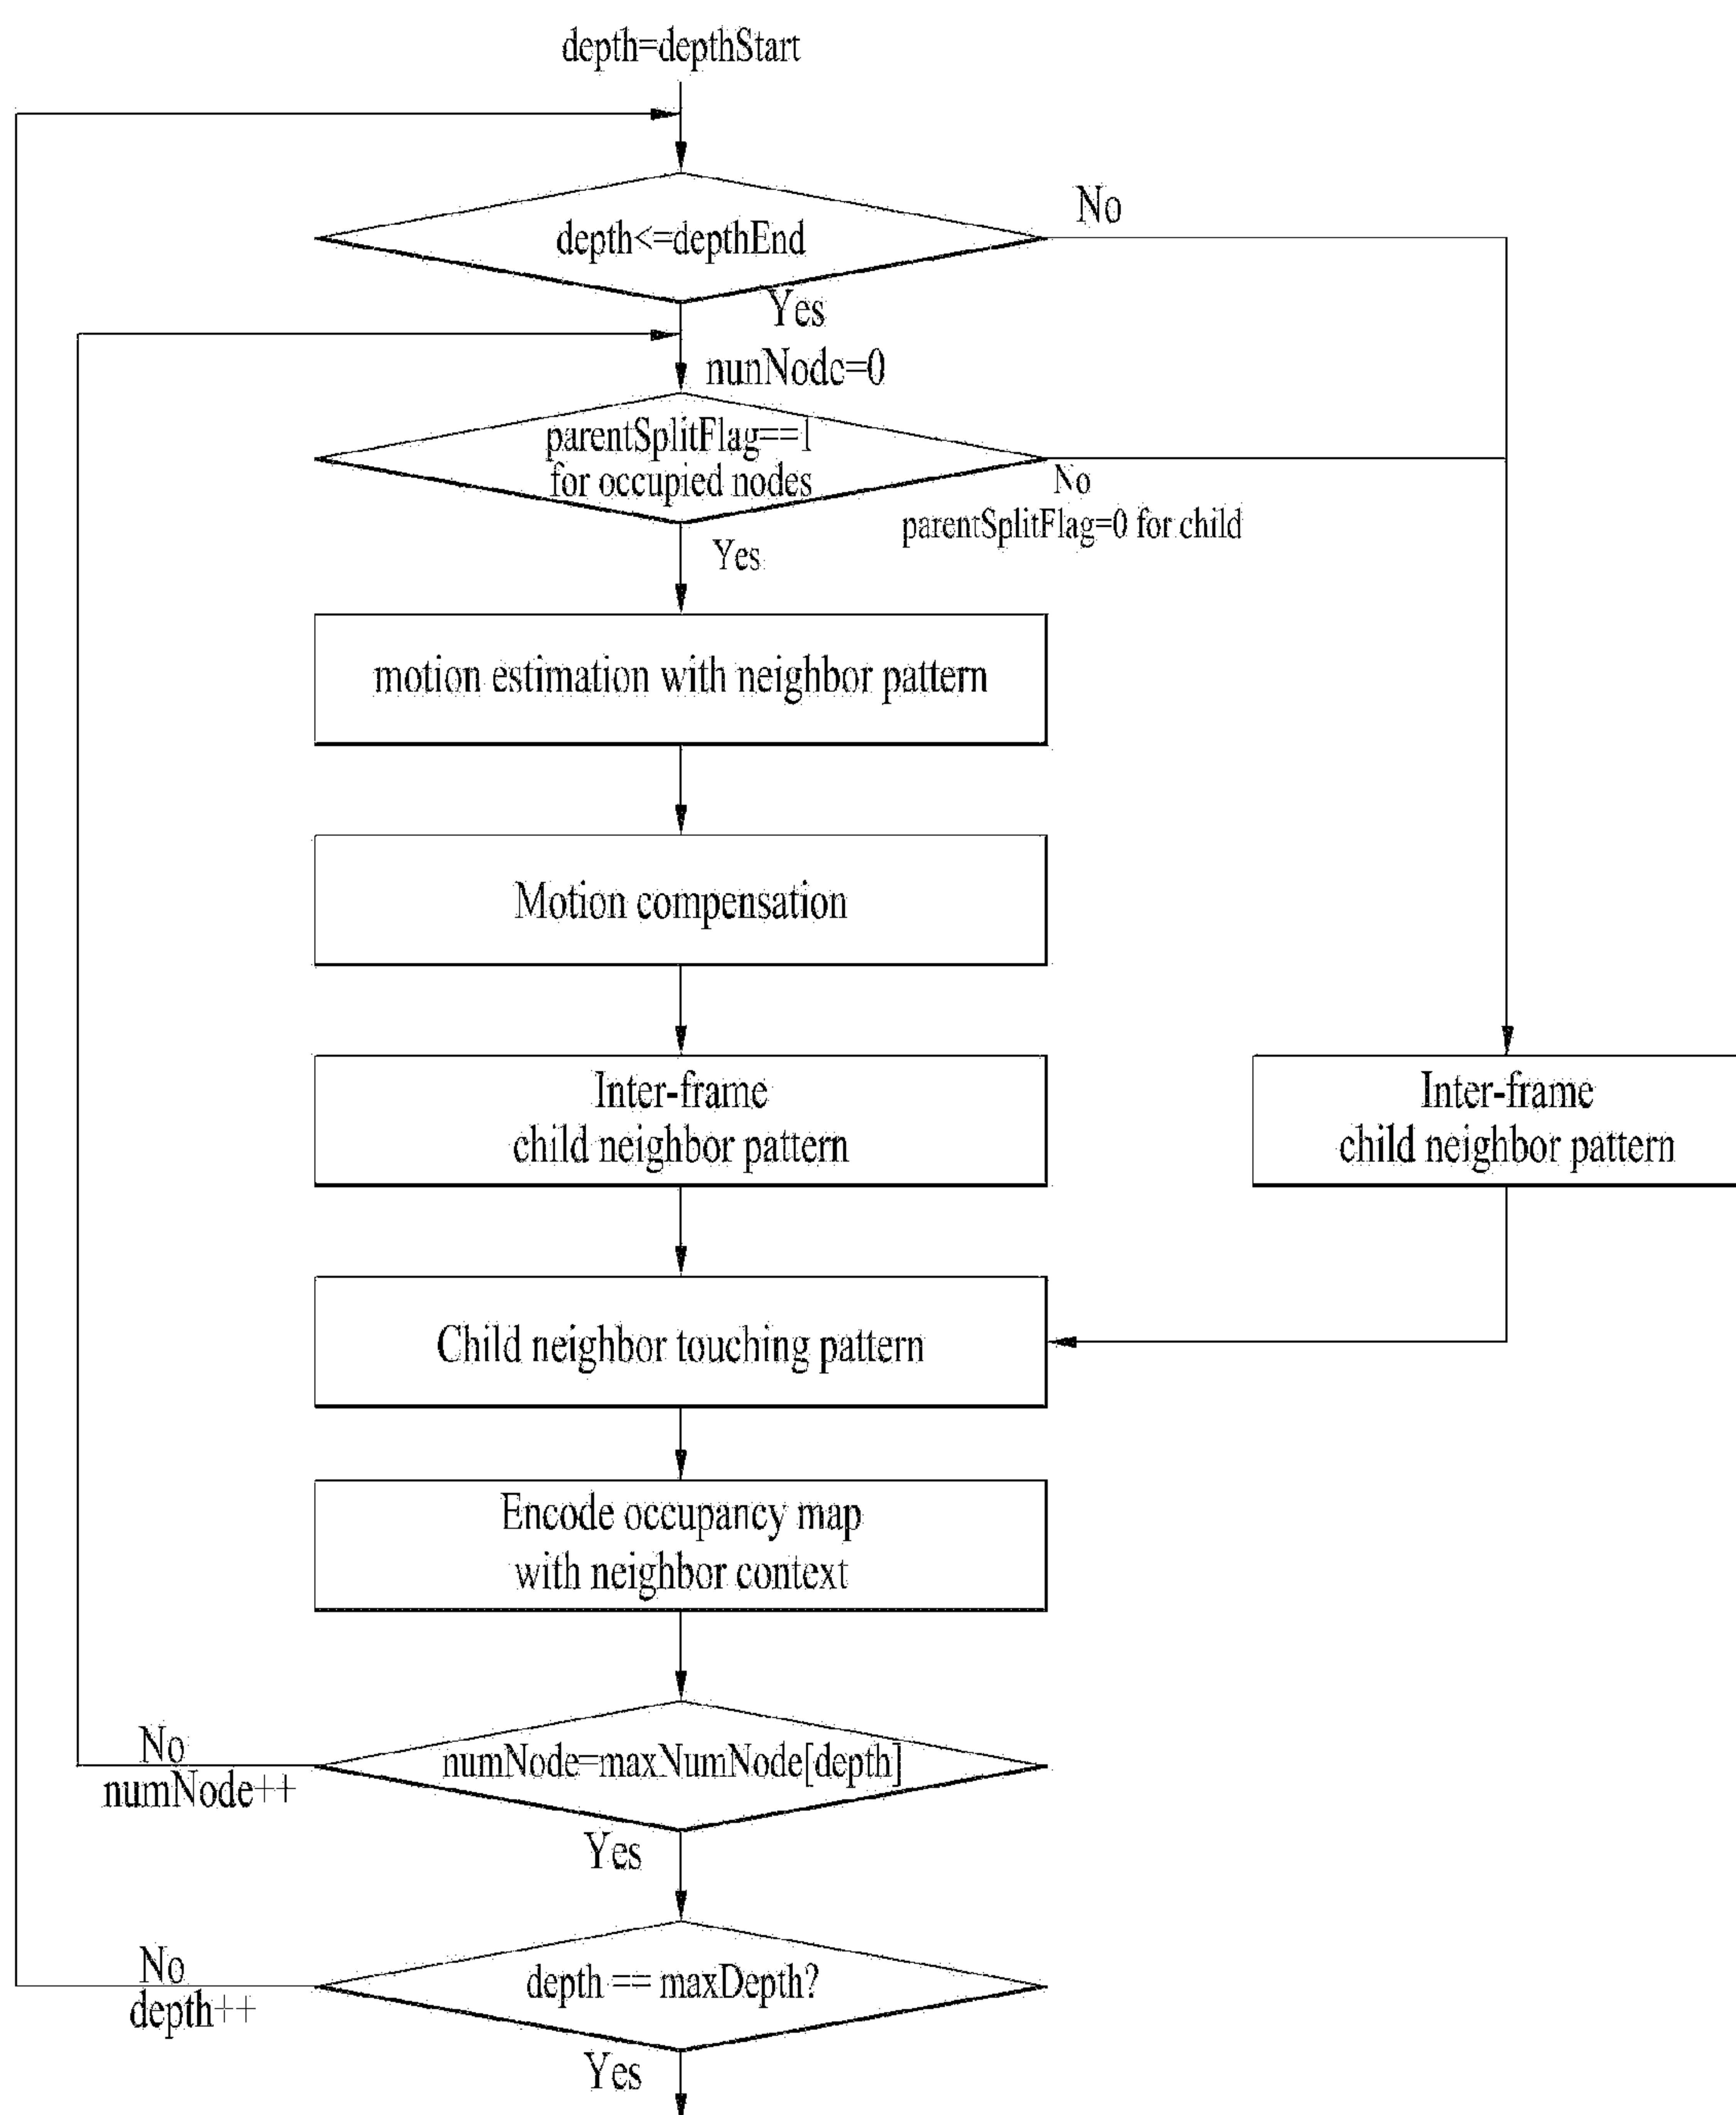 depth=depthStart
depth<=depthEnd
No
Yes
nunNodc=0
parentSplitFlag==1
for occupied nodes
No
parentSplitFlag=0 for child
Yes
motion estimation with neighbor pattern
Motion compensation
Inter-frame
child neighbor pattern
Inter-frame
child neighbor pattern
Child neighbor touching pattern
Encode occupancy map
with neighbor context
numNode=maxNumNode[depth]
No
numNode++
Yes
depth == maxDepth?
No
depth++
Yes